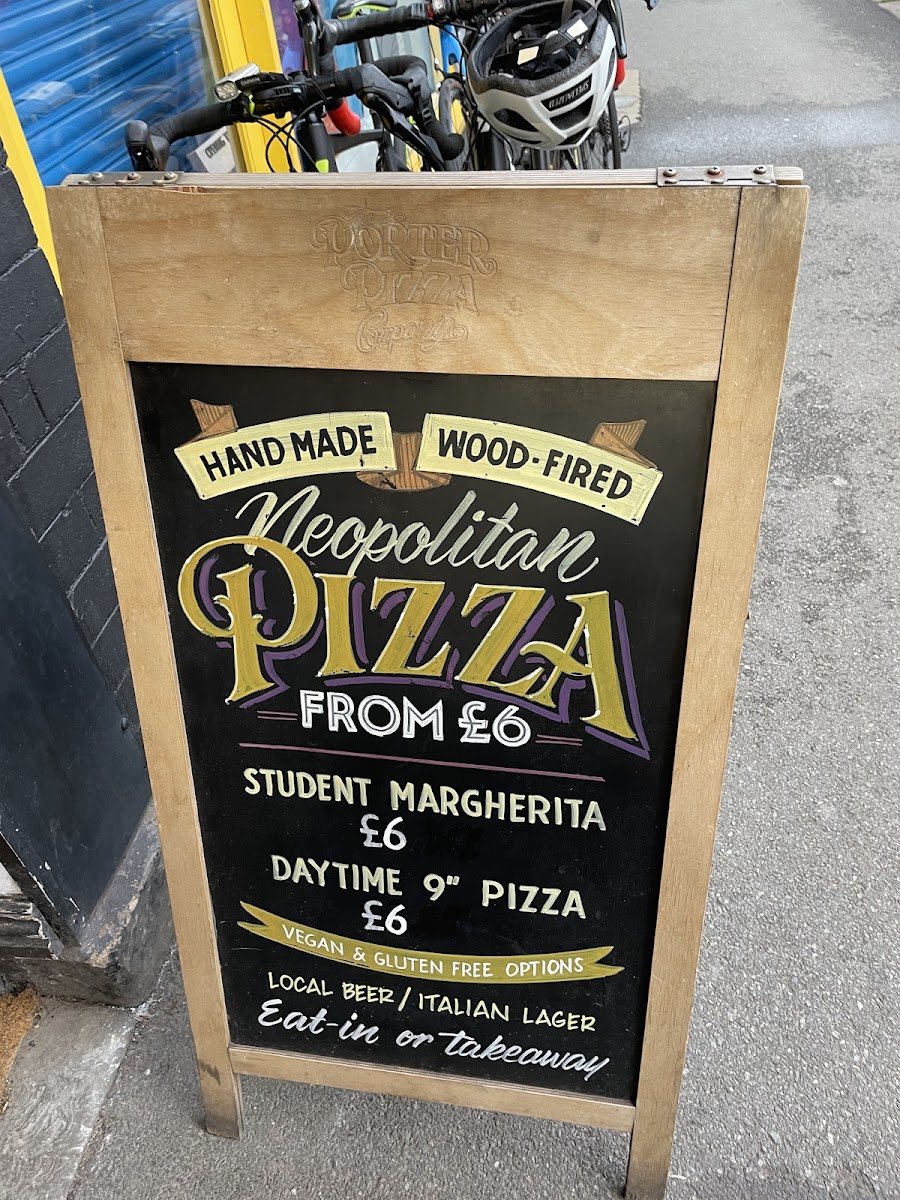 PORTER
PIZZA
Company
HAND MADE WOOD-FIRED
Neopolitan
PIZZA
FROM £6
STUDENT MARGHERITA
£6
DAYTIME 9" PIZZA
£6
VEGAN & GLUTEN FREE OPTIONS
LOCAL BEER / ITALIAN LAGER
Eat-in or takeaway
SPECIALIZED